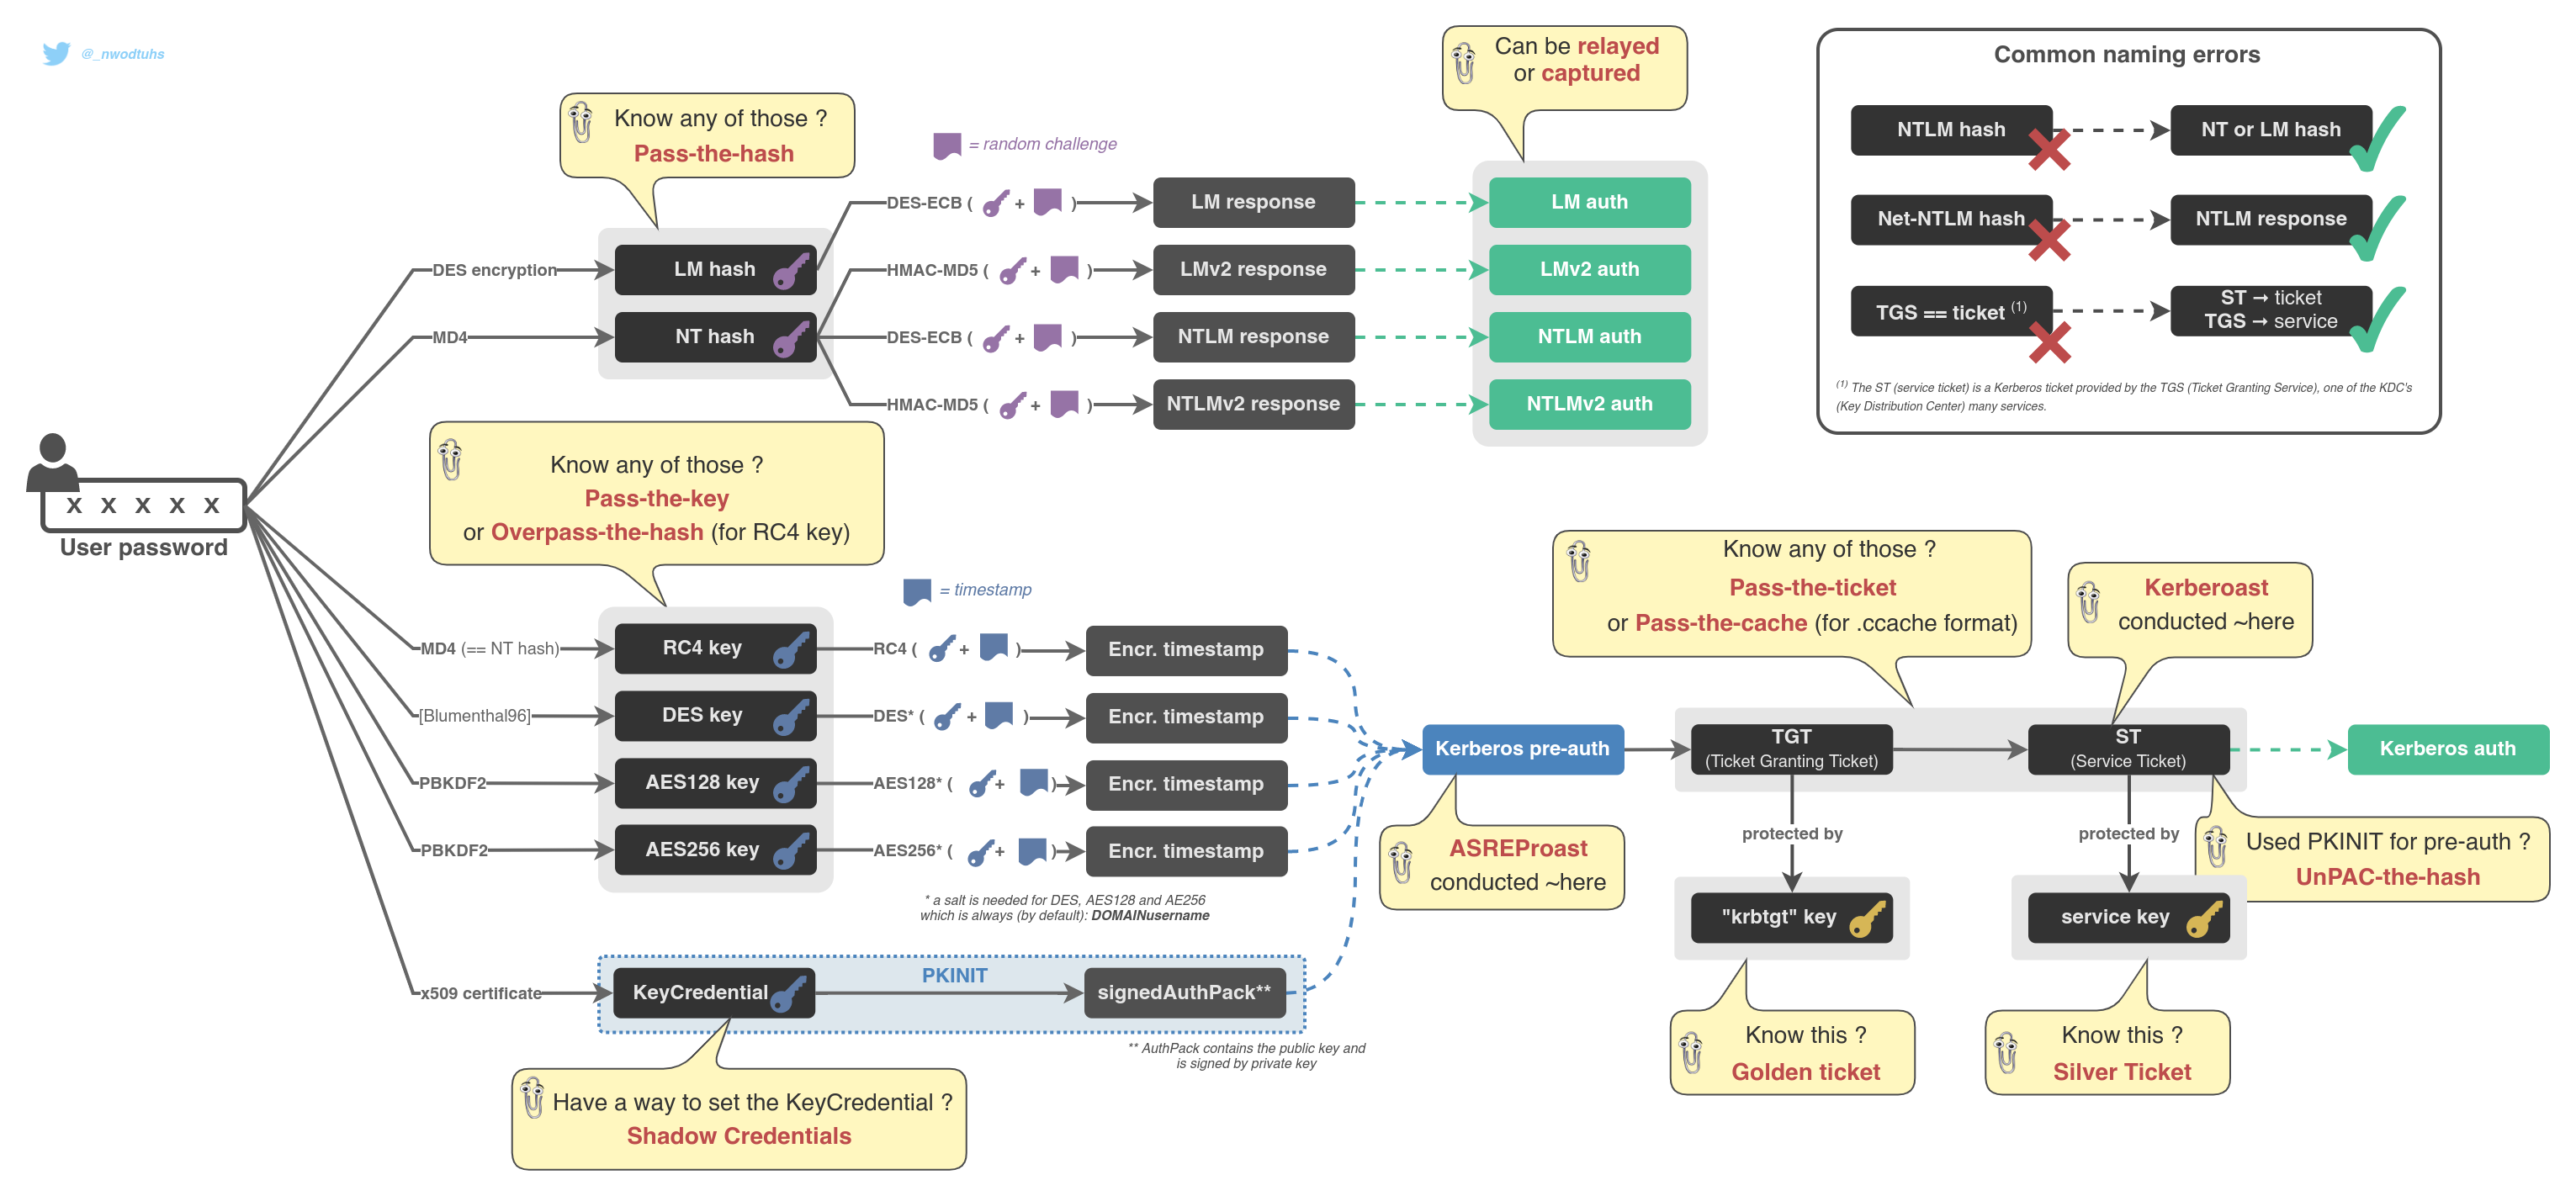 @_nwodtuhs
Know any of those ?
Pass-the-hash
= random challenge
Can be relayed
or captured
DES encryption
LM hash
MD4
NT hash
DES-ECB ( + )
LM response
LM auth
HMAC-MD5 ( + )
LMv2 response
LMv2 auth
DES-ECB ( + )
NTLM response
NTLM auth
HMAC-MD5 ( + )
NTLMv2 response
NTLMv2 auth
Common naming errors
NTLM hash
NT or LM hash
Net-NTLM hash
NTLM response
TGS == ticket (1)
ST → ticket
TGS → service
(1) The ST (service ticket) is a Kerberos ticket provided by the TGS (Ticket Granting Service), one of the KDC's
(Key Distribution Center) many services.
x x x x x
User password
Know any of those ?
Pass-the-key
or Overpass-the-hash (for RC4 key)
= timestamp
MD4 (== NT hash)
RC4 key
RC4 ( + )
Encr. timestamp
[Blumenthal96]
DES key
DES* ( + )
Encr. timestamp
PBKDF2
AES128 key
AES128* ( + )
Encr. timestamp
PBKDF2
AES256 key
AES256* ( + )
Encr. timestamp
* a salt is needed for DES, AES128 and AE256
which is always (by default): DOMAINusername
x509 certificate
KeyCredential
PKINIT
signedAuthPack**
** AuthPack contains the public key and
is signed by private key
Have a way to set the KeyCredential ?
Shadow Credentials
Kerberos pre-auth
ASREProast
conducted ~here
Know any of those ?
Pass-the-ticket
or Pass-the-cache (for .ccache format)
Kerberoast
conducted ~here
TGT
(Ticket Granting Ticket)
ST
(Service Ticket)
Kerberos auth
protected by
protected by
Used PKINIT for pre-auth ?
UnPAC-the-hash
"krbtgt" key
service key
Know this ?
Golden ticket
Know this ?
Silver Ticket